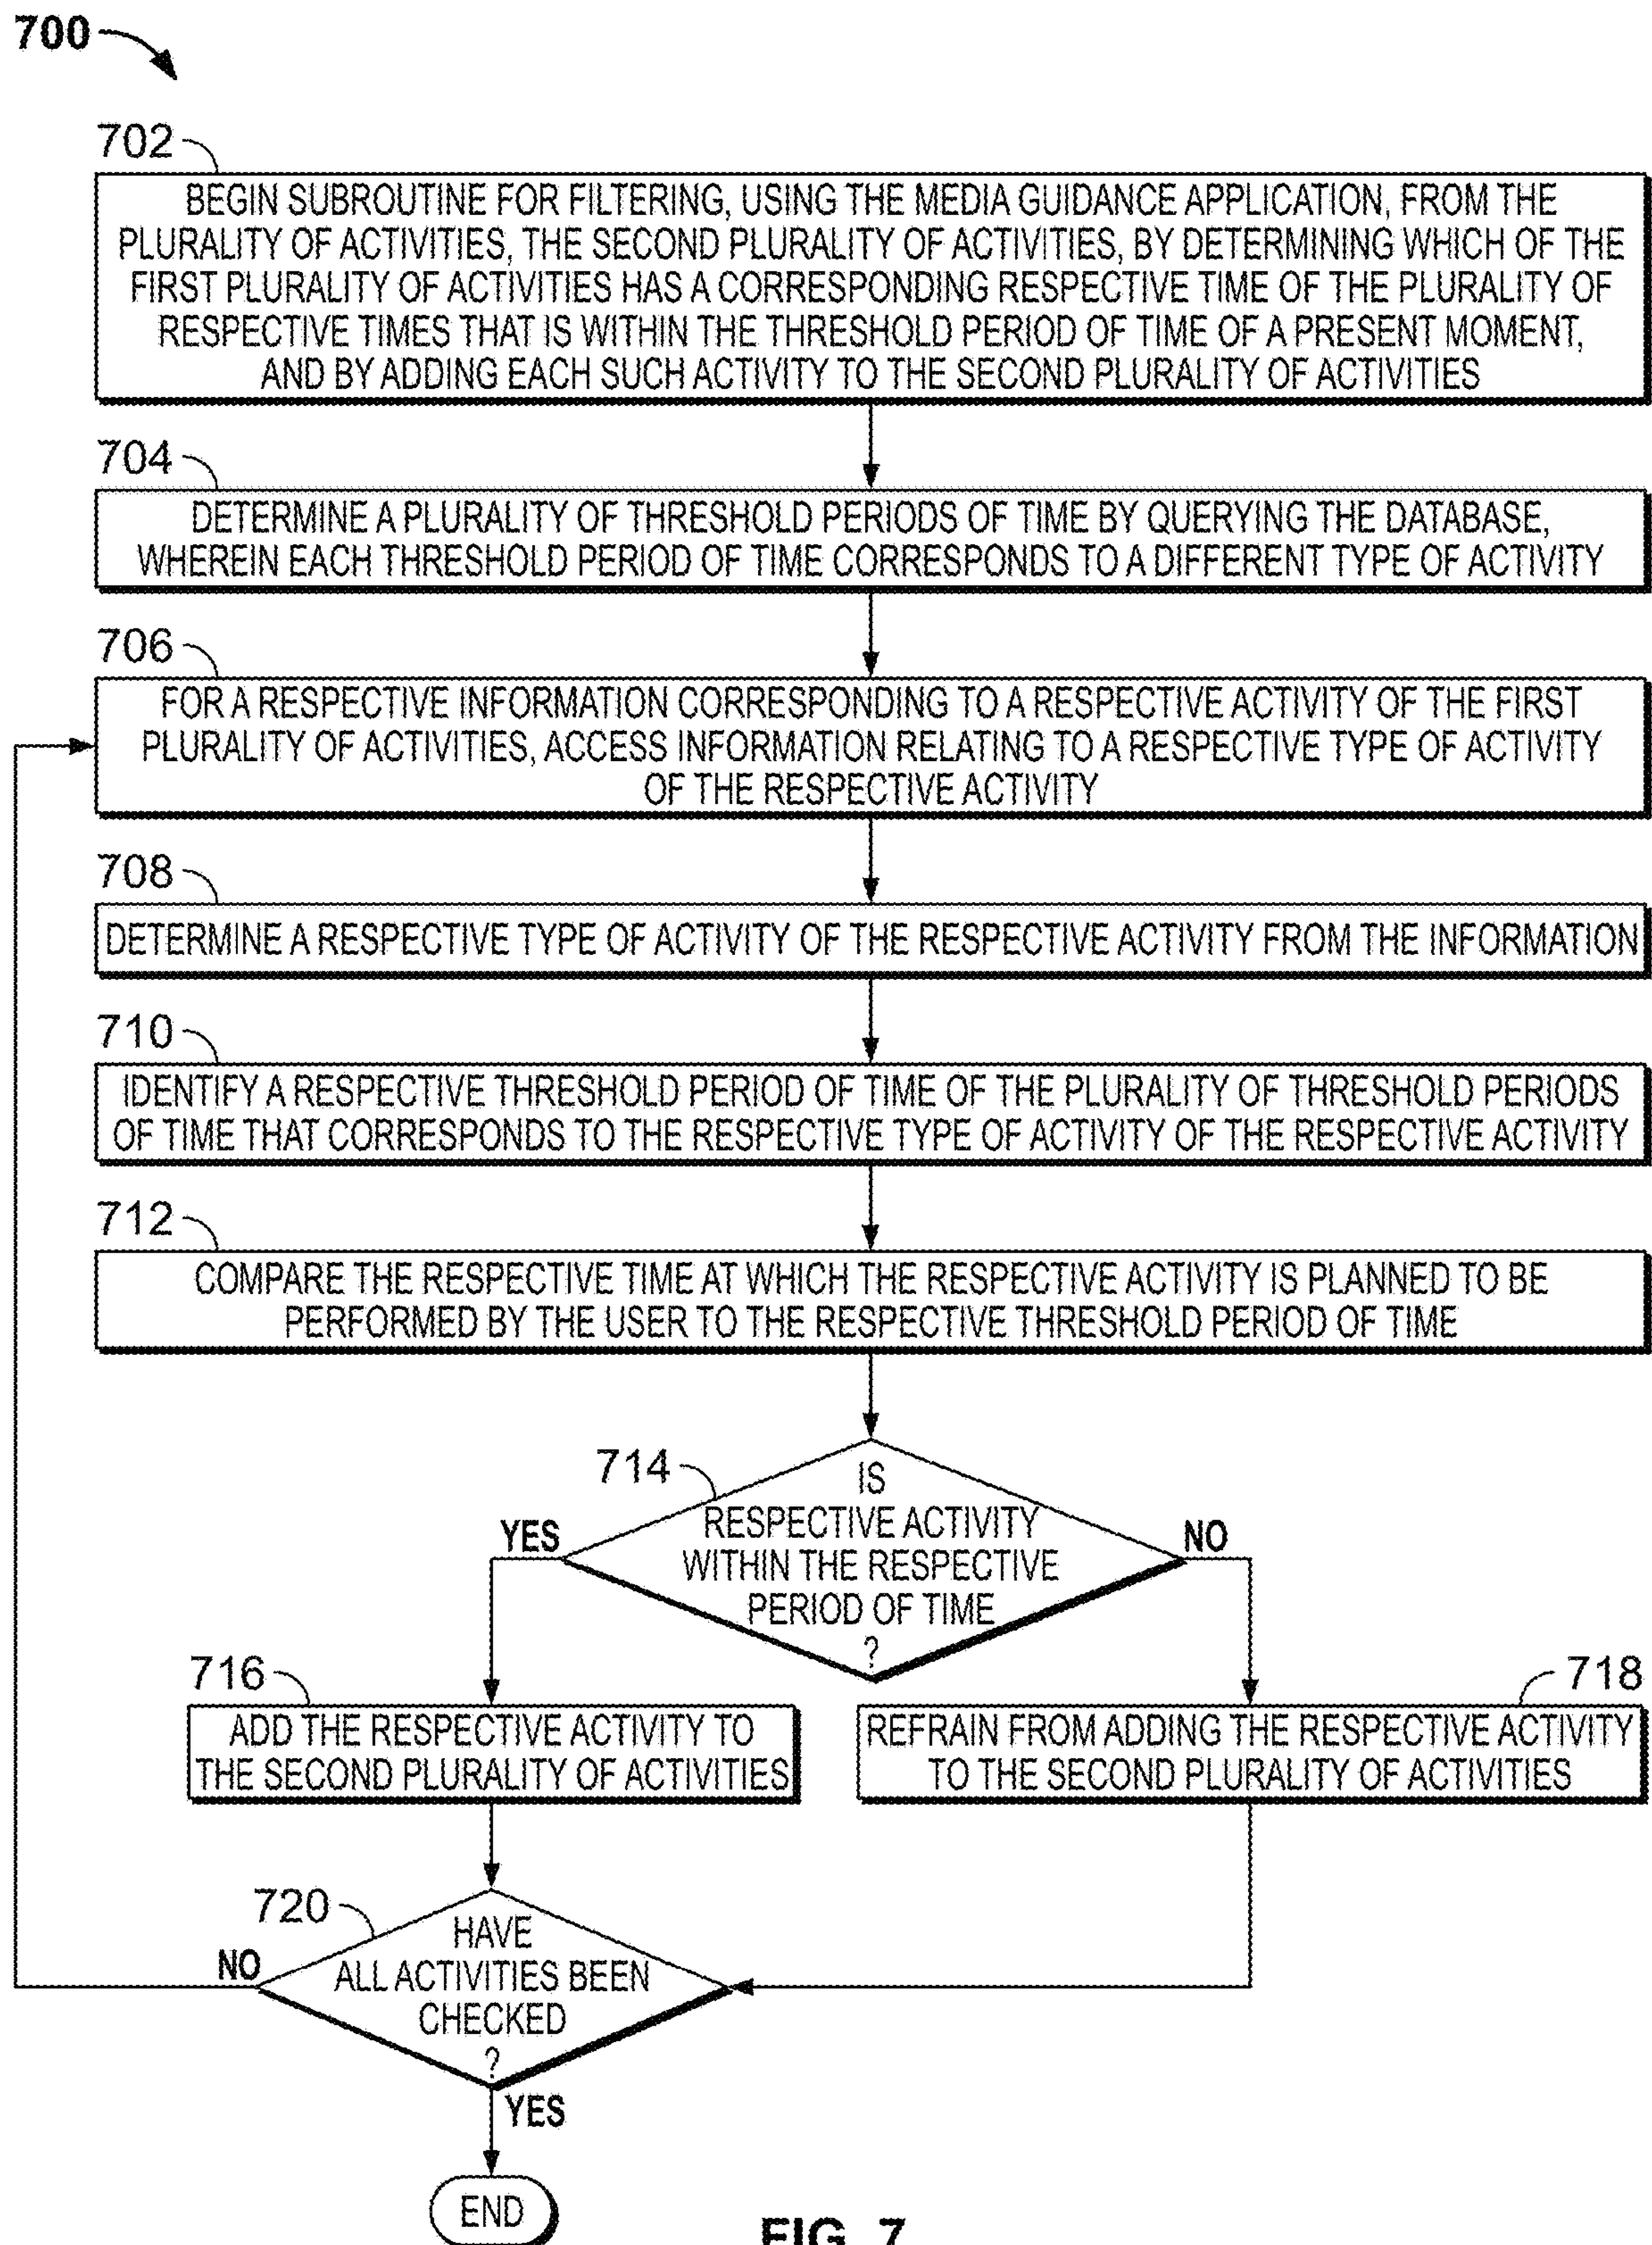 700
702
BEGIN SUBROUTINE FOR FILTERING, USING THE MEDIA GUIDANCE APPLICATION, FROM THE
PLURALITY OF ACTIVITIES, THE SECOND PLURALITY OF ACTIVITIES, BY DETERMINING WHICH OF THE
FIRST PLURALITY OF ACTIVITIES HAS A CORRESPONDING RESPECTIVE TIME OF THE PLURALITY OF
RESPECTIVE TIMES THAT IS WITHIN THE THRESHOLD PERIOD OF TIME OF A PRESENT MOMENT,
AND BY ADDING EACH SUCH ACTIVITY TO THE SECOND PLURALITY OF ACTIVITIES
704
DETERMINE A PLURALITY OF THRESHOLD PERIODS OF TIME BY QUERYING THE DATABASE,
WHEREIN EACH THRESHOLD PERIOD OF TIME CORRESPONDS TO A DIFFERENT TYPE OF ACTIVITY
706
FOR A RESPECTIVE INFORMATION CORRESPONDING TO A RESPECTIVE ACTIVITY OF THE FIRST
PLURALITY OF ACTIVITIES, ACCESS INFORMATION RELATING TO A RESPECTIVE TYPE OF ACTIVITY
OF THE RESPECTIVE ACTIVITY
708
DETERMINE A RESPECTIVE TYPE OF ACTIVITY OF THE RESPECTIVE ACTIVITY FROM THE INFORMATION
710
IDENTIFY A RESPECTIVE THRESHOLD PERIOD OF TIME OF THE PLURALITY OF THRESHOLD PERIODS
OF TIME THAT CORRESPONDS TO THE RESPECTIVE TYPE OF ACTIVITY OF THE RESPECTIVE ACTIVITY
712
COMPARE THE RESPECTIVE TIME AT WHICH THE RESPECTIVE ACTIVITY IS PLANNED TO BE
PERFORMED BY THE USER TO THE RESPECTIVE THRESHOLD PERIOD OF TIME
714
IS
RESPECTIVE ACTIVITY
WITHIN THE RESPECTIVE
PERIOD OF TIME
?
YES
NO
716
ADD THE RESPECTIVE ACTIVITY TO
THE SECOND PLURALITY OF ACTIVITIES
718
REFRAIN FROM ADDING THE RESPECTIVE ACTIVITY
TO THE SECOND PLURALITY OF ACTIVITIES
720
HAVE
ALL ACTIVITIES BEEN
CHECKED
?
NO
YES
END
FIG. 7